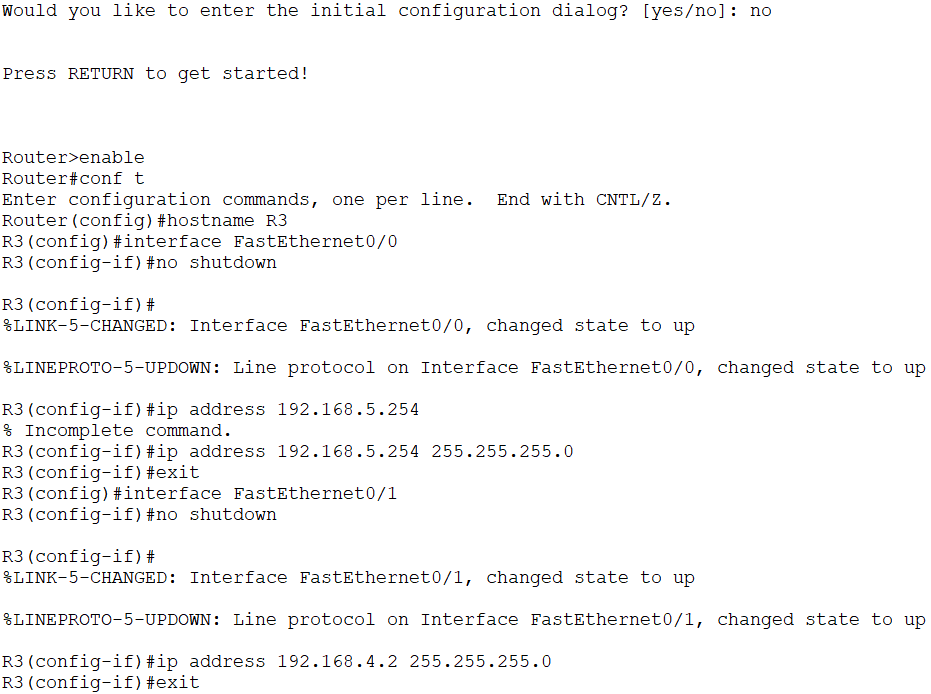 Would you like to enter the initial configuration dialog? [yes/no]: no
Press RETURN to get started!
Router>enable
Router#conf t
Enter configuration commands, one per line.  End with CNTL/Z.
Router(config)#hostname R3
R3(config)#interface FastEthernet0/0
R3(config-if)#no shutdown
R3(config-if)#
%LINK-5-CHANGED: Interface FastEthernet0/0, changed state to up
%LINEPROTO-5-UPDOWN: Line protocol on Interface FastEthernet0/0, changed state to up
R3(config-if)#ip address 192.168.5.254
% Incomplete command.
R3(config-if)#ip address 192.168.5.254 255.255.255.0
R3(config-if)#exit
R3(config)#interface FastEthernet0/1
R3(config-if)#no shutdown
R3(config-if)#
%LINK-5-CHANGED: Interface FastEthernet0/1, changed state to up
%LINEPROTO-5-UPDOWN: Line protocol on Interface FastEthernet0/1, changed state to up
R3(config-if)#ip address 192.168.4.2 255.255.255.0
R3(config-if)#exit